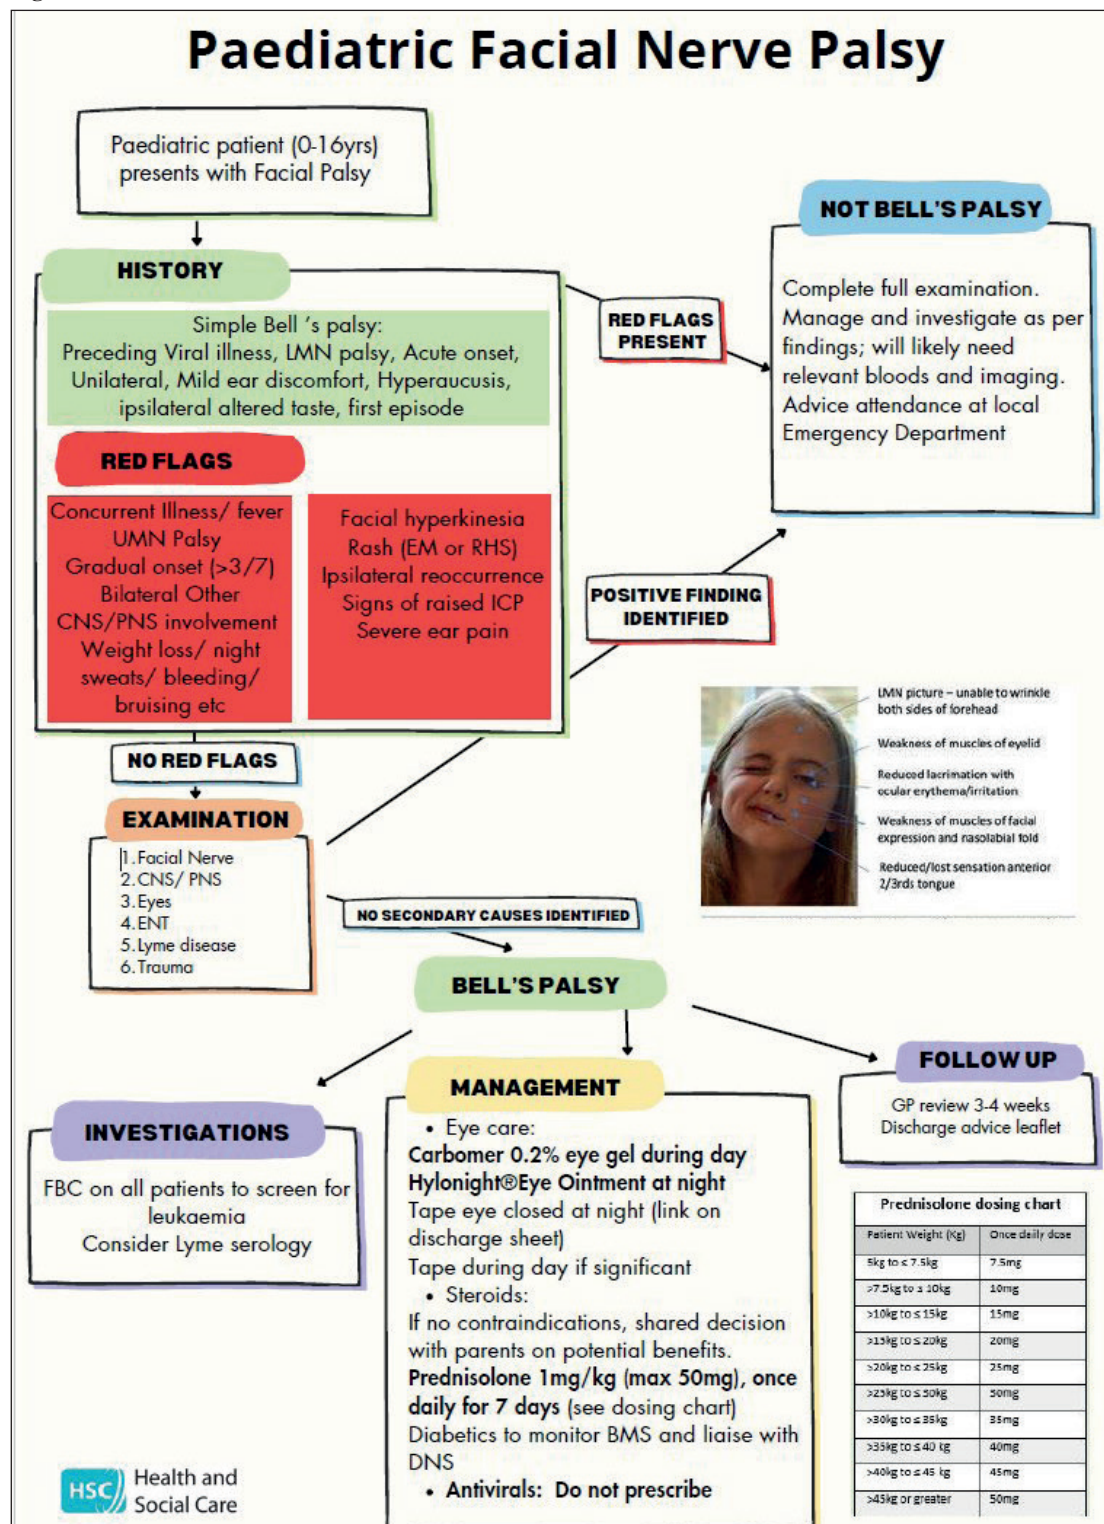 Paediatric Facial Nerve Palsy
Paediatric patient (0-16yrs)
presents with Facial Palsy
HISTORY
Simple Bell 's palsy:
Preceding Viral illness, LMN palsy, Acute onset,
Unilateral, Mild ear discomfort, Hyperaucusis,
ipsilateral altered taste, first episode
RED FLAGS
Concurrent Illness/ fever
UMN Palsy
Gradual onset (>3/7)
Bilateral Other
CNS/PNS involvement
Weight loss/ night
sweats/ bleeding/
bruising etc
Facial hyperkinesia
Rash (EM or RHS)
Ipsilateral reoccurrence
Signs of raised ICP
Severe ear pain
RED FLAGS
PRESENT
NOT BELL'S PALSY
Complete full examination.
Manage and investigate as per
findings; will likely need
relevant bloods and imaging.
Advice attendance at local
Emergency Department
POSITIVE FINDING
IDENTIFIED
NO RED FLAGS
EXAMINATION
1.Facial Nerve
2.CNS/ PNS
3.Eyes
4.ENT
5.Lyme disease
6.Trauma
LMN picture – unable to wrinkle
both sides of forehead
Weakness of muscles of eyelid
Reduced lacrimation with
ocular erythema/irritation
Weakness of muscles of facial
expression and nasolabial fold
Reduced/lost sensation anterior
2/3rds tongue
NO SECONDARY CAUSES IDENTIFIED
BELL'S PALSY
INVESTIGATIONS
FBC on all patients to screen for
leukaemia
Consider Lyme serology
MANAGEMENT
• Eye care:
Carbomer 0.2% eye gel during day
Hylonight®Eye Ointment at night
Tape eye closed at night (link on
discharge sheet)
Tape during day if significant
• Steroids:
If no contraindications, shared decision
with parents on potential benefits.
Prednisolone 1mg/kg (max 50mg), once
daily for 7 days (see dosing chart)
Diabetics to monitor BMS and liaise with
DNS
• Antivirals: Do not prescribe
FOLLOW UP
GP review 3-4 weeks
Discharge advice leaflet
Prednisolone dosing chart
Patient Weight (Kg) Once daily dose
5kg to ≤ 7.5kg 7.5mg
>7.5kg to ≤ 10kg 10mg
>10kg to ≤ 15kg 15mg
>15kg to ≤ 20kg 20mg
>20kg to ≤ 25kg 25mg
>25kg to ≤
>30kg to ≤ 35kg 35mg
>35kg to ≤ 40 kg 40mg
>40kg to ≤ 45 kg 45mg
>45kg or greater 50mg
HSC Health and
Social Care